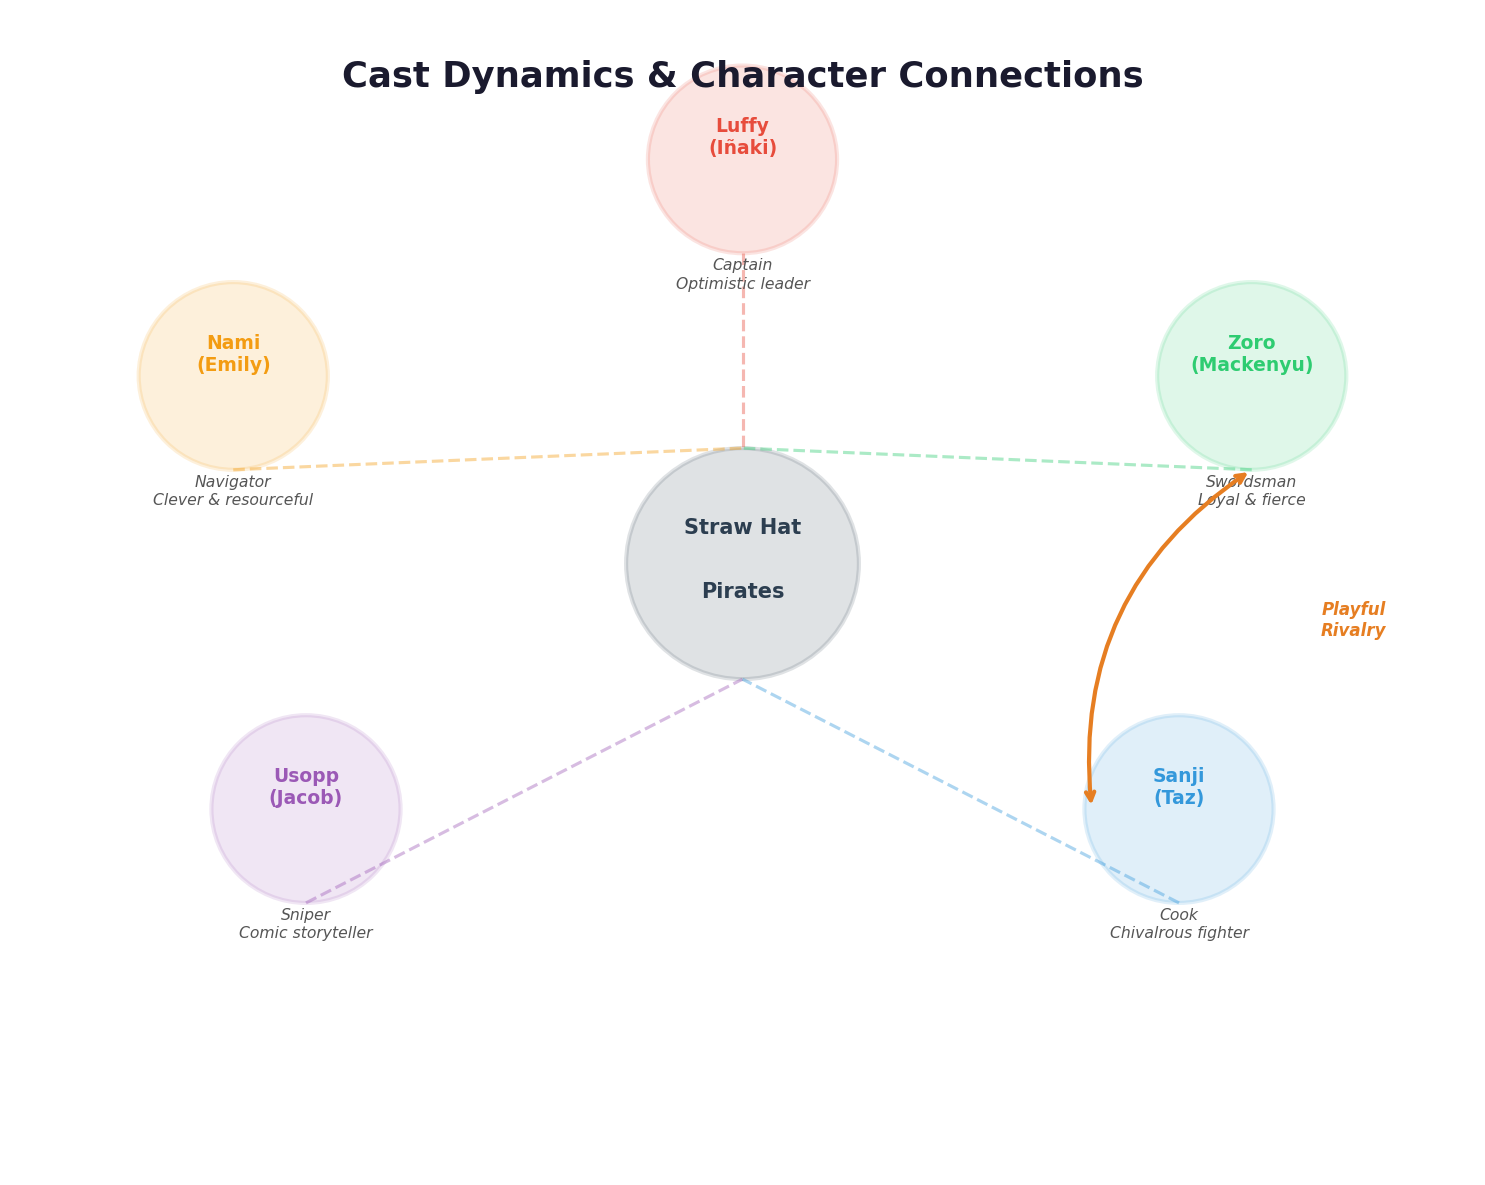 Cast Dynamics & Character Connections
Luffy
(Iñaki)
Captain
Optimistic leader
Nami
(Emily)
Navigator
Clever & resourceful
Zoro
(Mackenyu)
Swordsman
Loyal & fierce
Straw Hat
Pirates
Playful
Rivalry
Usopp
(Jacob)
Sniper
Comic storyteller
Sanji
(Taz)
Cook
Chivalrous fighter